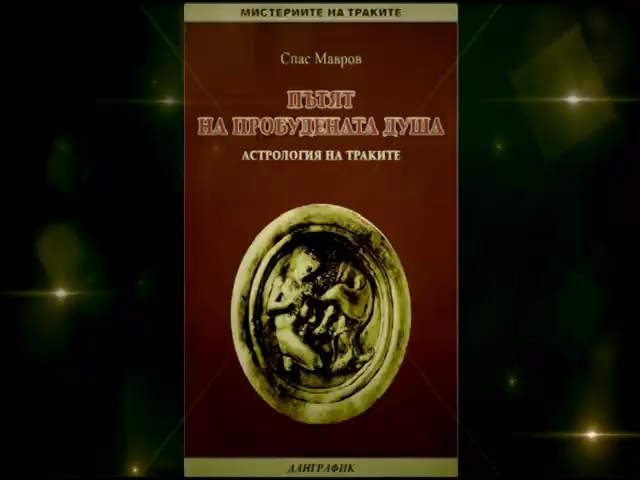 МИСТЕРИИТЕ НА ТРАКИТЕ
Спас Мавров
ПЪТЯТ
НА ПРОБУДЕНАТА ДУША
АСТРОЛОГИЯ НА ТРАКИТЕ
ДАНГРАФИК